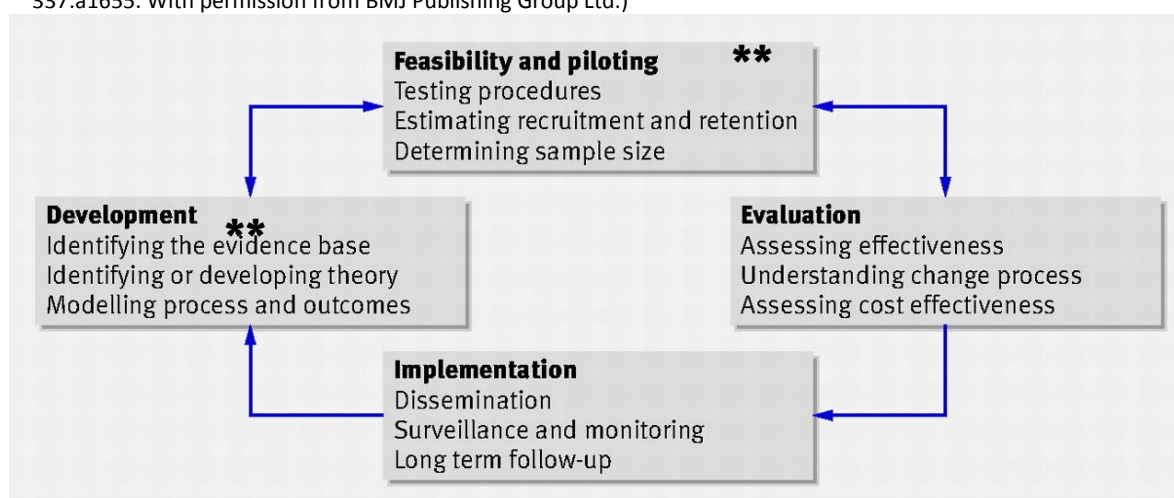 337:a1655. With permission from BMJ Publishing Group Ltd.)
Feasibility and piloting **
Testing procedures
Estimating recruitment and retention
Determining sample size
Development
**
Identifying the evidence base
Identifying or developing theory
Modelling process and outcomes
Evaluation
Assessing effectiveness
Understanding change process
Assessing cost effectiveness
Implementation
Dissemination
Surveillance and monitoring
Long term follow-up